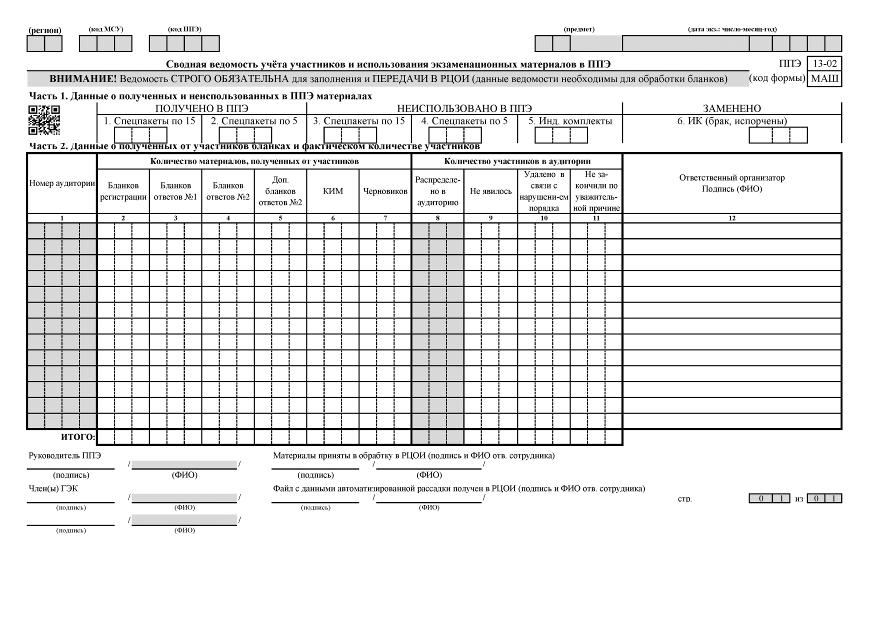 (регион) (код МСУ) (код ППЭ) (предмет) (дата экз.: число-месяц-год)
Сводная ведомость учёта участников и использования экзаменационных материалов в ППЭ ППЭ 13-02
ВНИМАНИЕ! Ведомость СТРОГО ОБЯЗАТЕЛЬНА для заполнения и ПЕРЕДАЧИ В РЦОИ (данные ведомости необходимы для обработки бланков) (код формы) МАШ
Часть 1. Данные о полученных и неиспользованных в ППЭ материалах
ПОЛУЧЕНО В ППЭ НЕИСПОЛЬЗОВАНО В ППЭ ЗАМЕНЕНО
1. Спецпакеты по 15 2. Спецпакеты по 5 3. Спецпакеты по 15 4. Спецпакеты по 5 5. Инд. комплекты 6. ИК (брак, испорчены)
Часть 2. Данные о полученных от участников бланках и фактическом количестве участников
Количество материалов, полученных от участников Количество участников в аудитории
Номер аудитории
Бланков
регистрации
Бланков
ответов №1
Бланков
ответов №2
Доп.
бланков
ответов №2
КИМ
Черновиков
Распределе-
но в
аудиторию
Не явилось
Удалено в
связи с
нарушени-ем
порядка
Не за-
кончили по
уважитель-
ной причине
Ответственный организатор
Подпись (ФИО)
1 2 3 4 5 6 7 8 9 10 11 12
ИТОГО:
Руководитель ППЭ / / Материалы приняты в обрабтку в РЦОИ (подпись и ФИО отв. сотрудника)
(подпись) (ФИО) (подпись) / (ФИО) /
Член(ы) ГЭК / / Файл с данными автоматизированной рассадки получен в РЦОИ (подпись и ФИО отв. сотрудника)
(подпись) (ФИО) (подпись) / (ФИО) / стр. 0 1 из 0 1
/ /
(подпись) (ФИО)